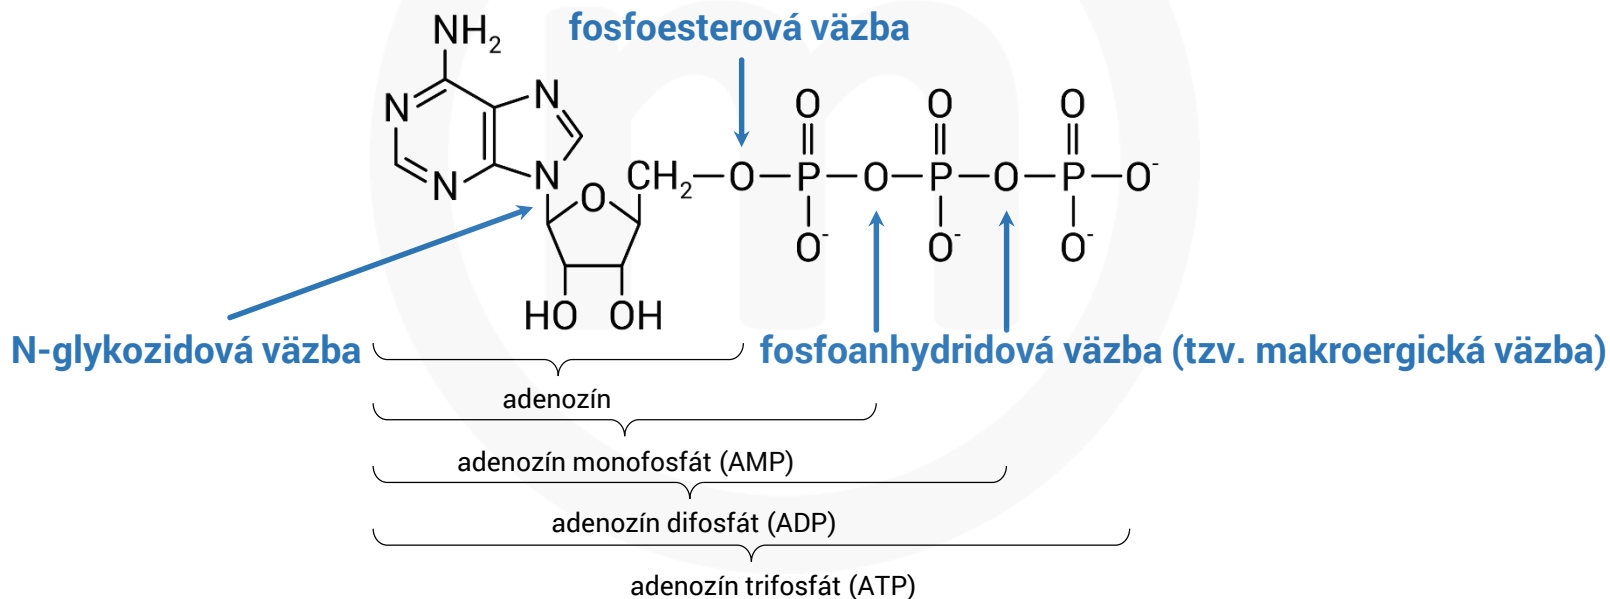 fosfoesterová väzba
NH2
N
N
N
N
O
CH2
O
P
O
P
O
P
O-
O
O
O
O-
O-
O-
HO
OH
N-glykozidová väzba
fosfoanhydridová väzba (tzv. makroergická väzba)
adenozín
adenozín monofosfát (AMP)
adenozín difosfát (ADP)
adenozín trifosfát (ATP)